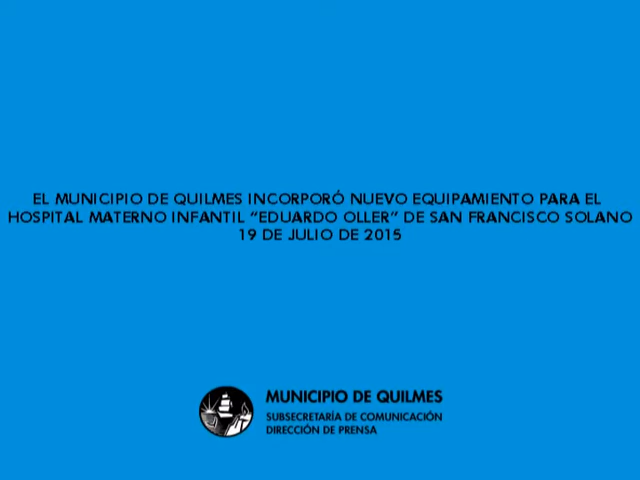 EL MUNICIPIO DE QUILMES INCORPORÓ NUEVO EQUIPAMIENTO PARA EL
HOSPITAL MATERNO INFANTIL “EDUARDO OLLER” DE SAN FRANCISCO SOLANO
19 DE JULIO DE 2015
MUNICIPIO DE QUILMES
SUBSECRETARÍA DE COMUNICACIÓN
DIRECCIÓN DE PRENSA